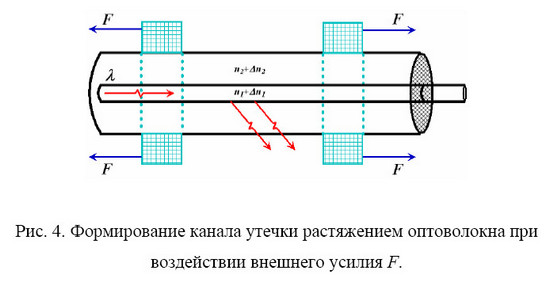 F F
λ
n₂+Δn₂
n₁+Δn₁
F F
Рис. 4. Формирование канала утечки растяжением оптоволокна при
воздействии внешнего усилия F.